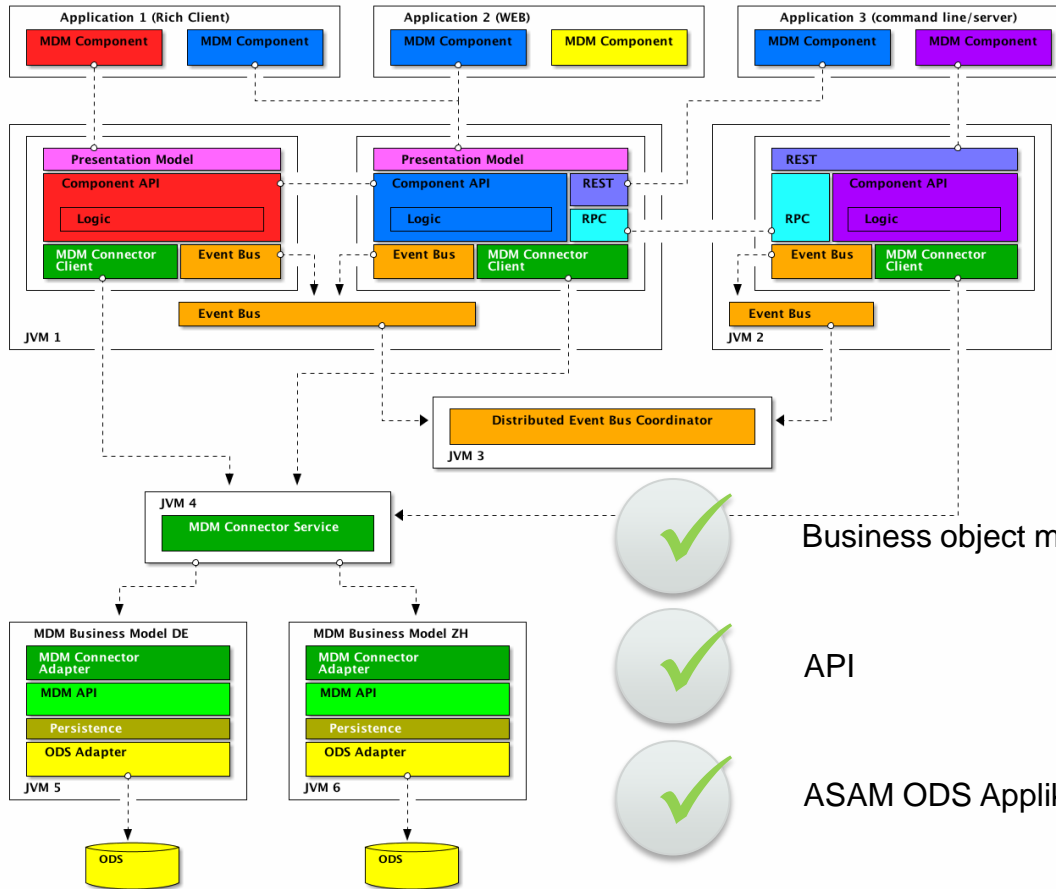 Application 1 (Rich Client)
MDM Component
MDM Component
Application 2 (WEB)
MDM Component
MDM Component
Application 3 (command line/server)
MDM Component
MDM Component
Presentation Model
Component API
Logic
MDM Connector
Client
Event Bus
Presentation Model
Component API
REST
Logic
RPC
Event Bus
MDM Connector
Client
Event Bus
JVM 1
REST
Component API
RPC
Logic
Event Bus
MDM Connector
Client
Event Bus
JVM 2
Distributed Event Bus Coordinator
JVM 3
JVM 4
MDM Connector Service
MDM Business Model DE
MDM Connector
Adapter
MDM API
Persistence
ODS Adapter
JVM 5
ODS
MDM Business Model ZH
MDM Connector
Adapter
MDM API
Persistence
ODS Adapter
JVM 6
ODS
Business object m
API
ASAM ODS Applik